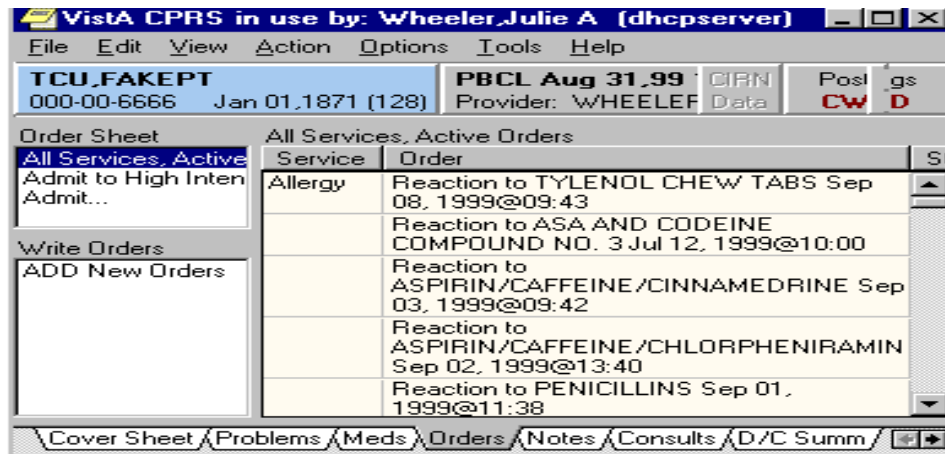 VistA CPRS in use by: Wheeler,Julie A (dhcpserver)
File Edit View Action Options Tools Help
TCU,FAKEPT
000-00-6666 Jan 01,1871 (128)
PBCL Aug 31,99
Provider: WHEELER
CIRN
Data
gs
CW D
Order Sheet
All Services, Active
Admit to High Inten
Admit...
Write Orders
ADD New Orders
All Services, Active Orders
Service Order S
Allergy Reaction to TYLENOL CHEW TABS Sep
08, 1999@09:43
Reaction to ASA AND CODEINE
COMPOUND NO. 3 Jul 12, 1999@10:00
Reaction to
ASPIRIN/CAFFEINE/CINNAMEDRINE Sep
03, 1999@09:42
Reaction to
ASPIRIN/CAFFEINE/CHLORPHENIRAMIN
Sep 02, 1999@13:40
Reaction to PENICILLINS Sep 01,
1999@11:38
Cover Sheet Problems Meds Orders Notes Consults D/C Summ